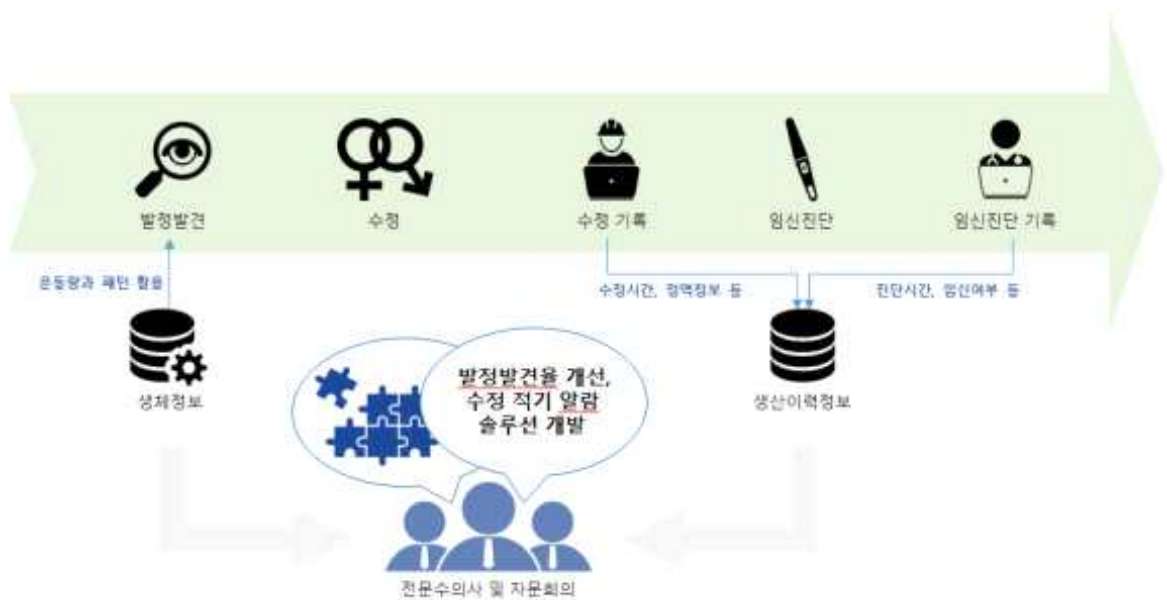 발정발견
수정
수정 기록
임신진단
임신진단 기록
운동량과 패턴 활용
수정시간, 정액정보 등
진단시간, 임신여부 등
생체정보
발정발견율 개선,
수정 적기 알람
솔루션 개발
생산이력정보
전문수의사 및 자문회의